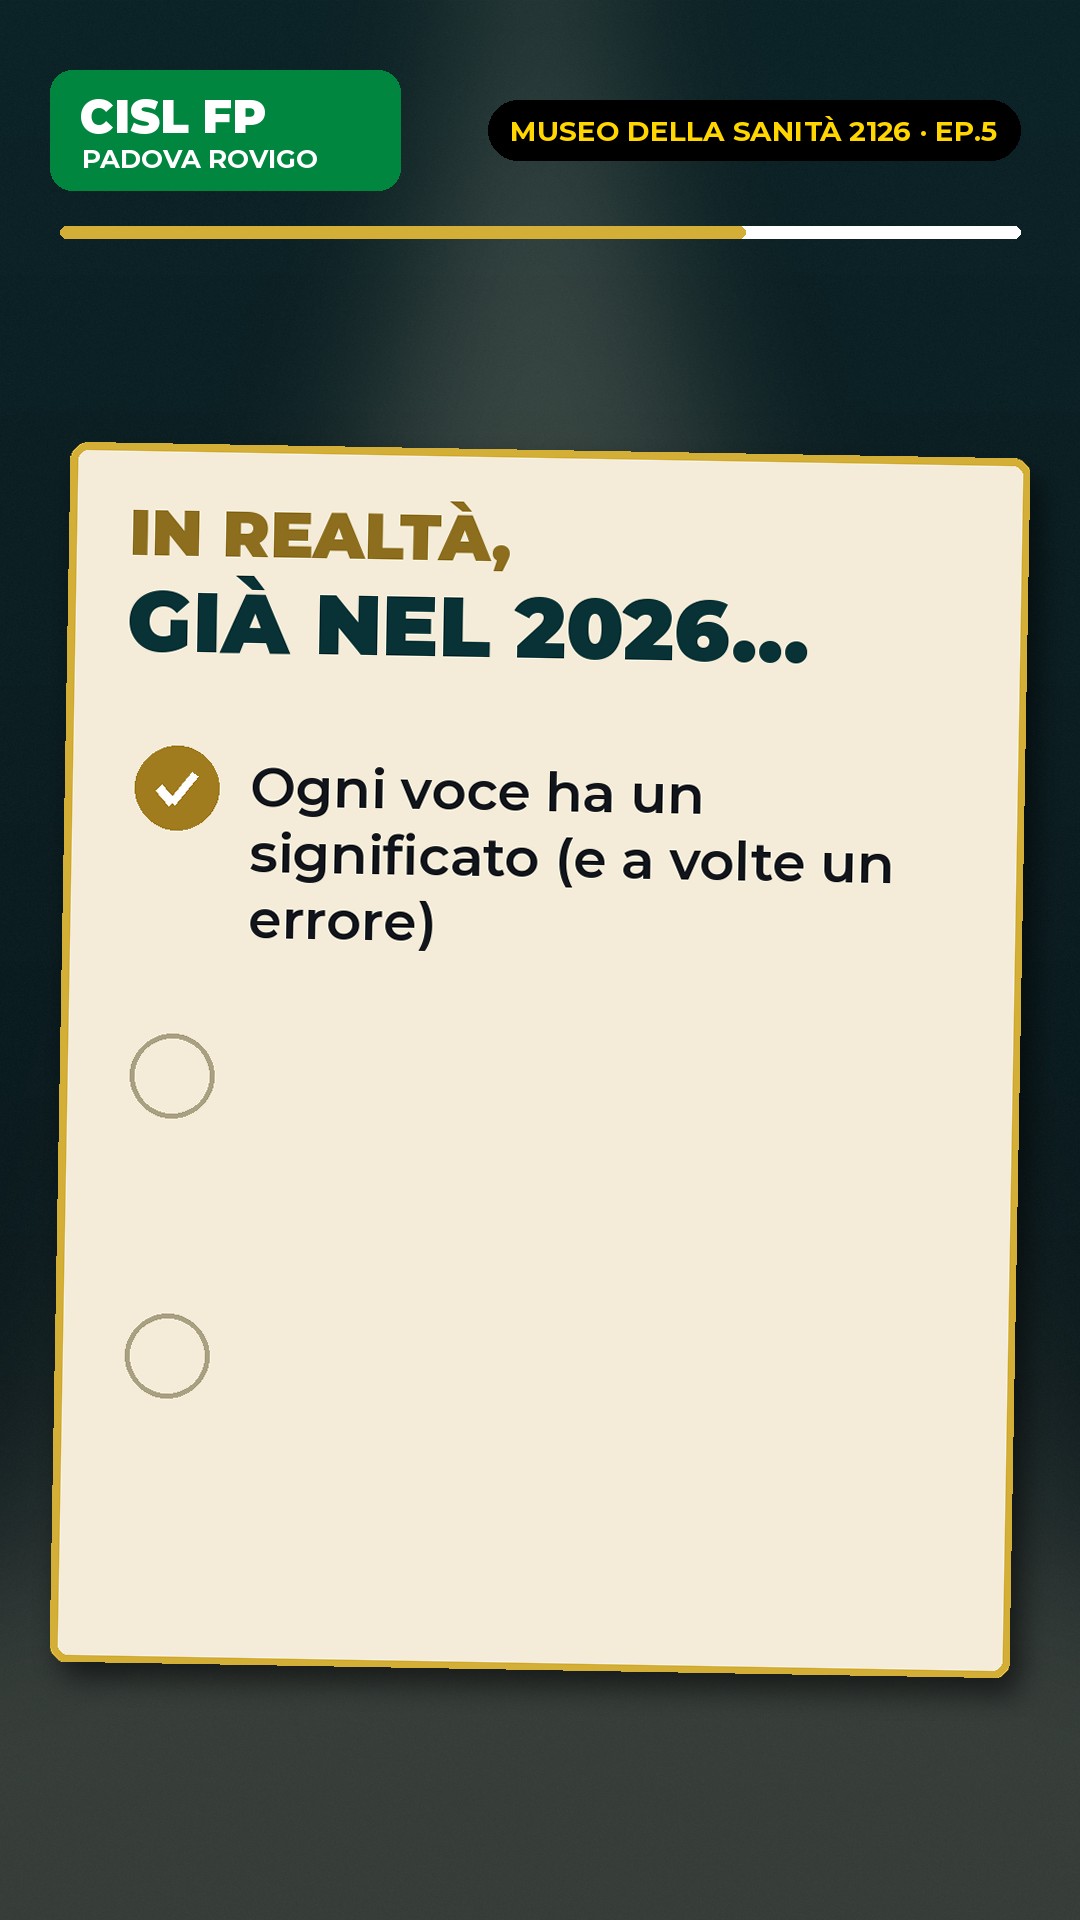 CISL FP
PADOVA ROVIGO
MUSEO DELLA SANITÀ 2126 · EP.5
IN REALTÀ,
GIÀ NEL 2026...
Ogni voce ha un
significato (e a volte un
errore)